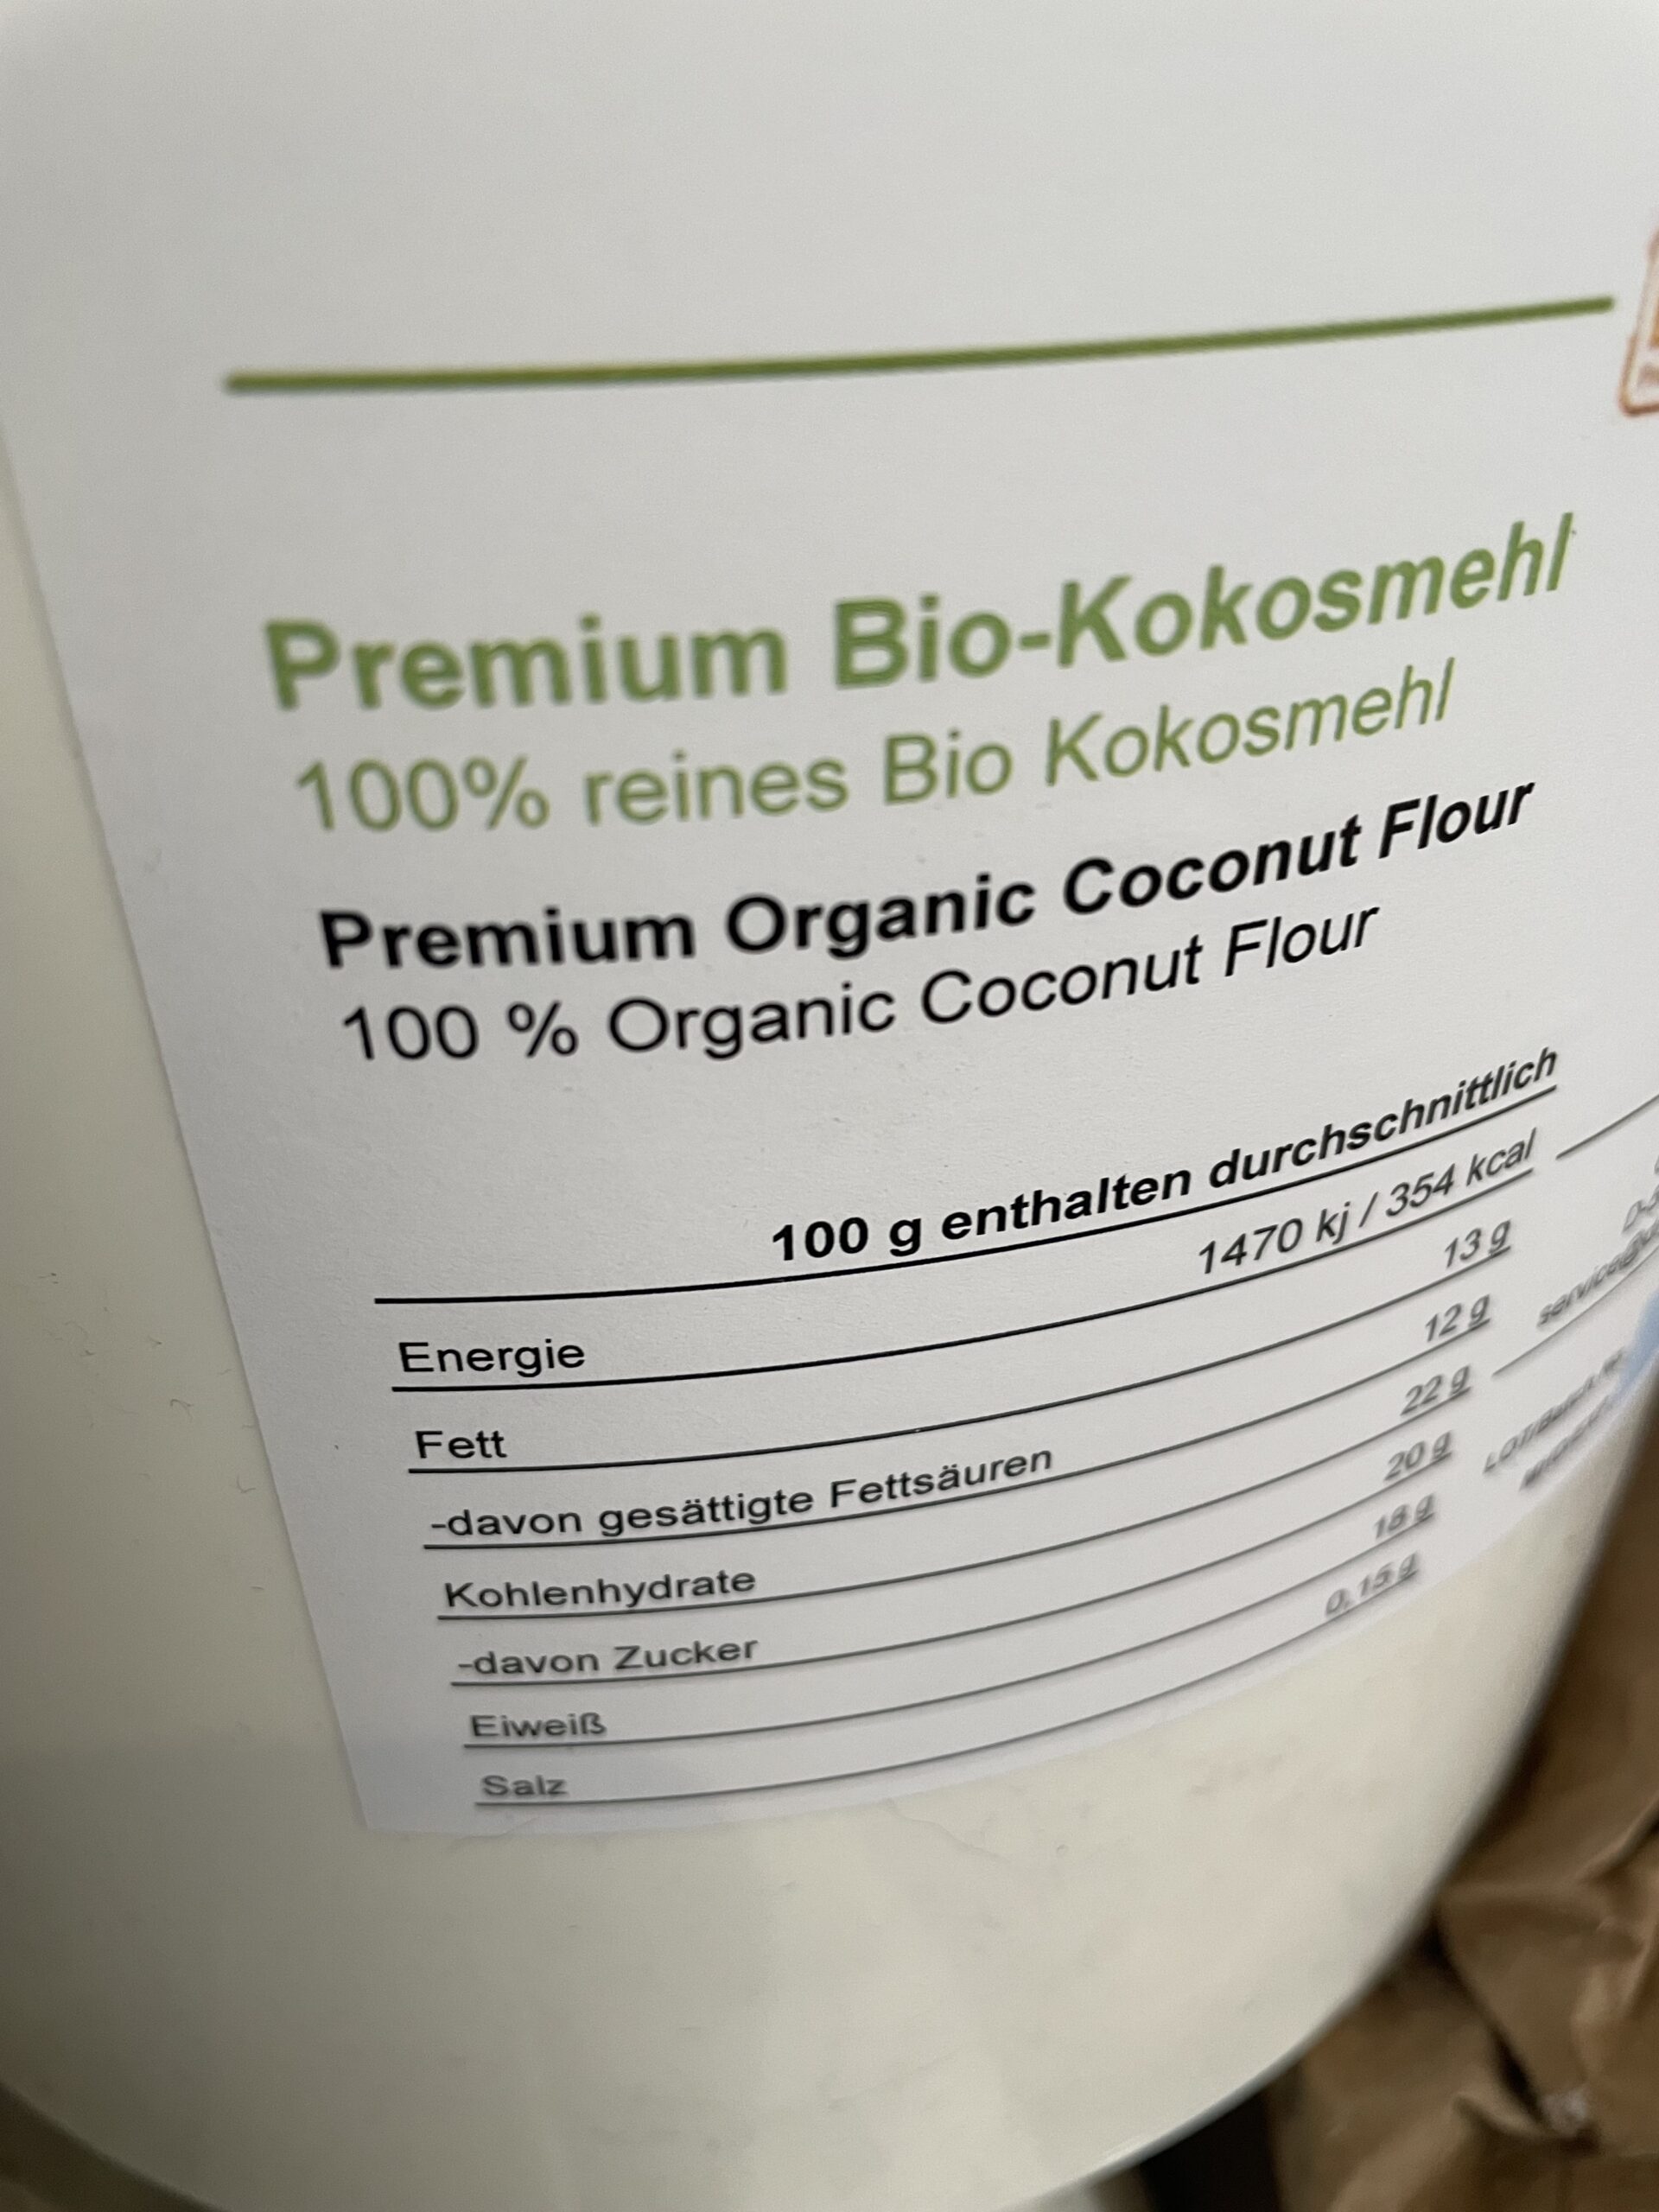 Premium Bio-Kokosmehl
100% reines Bio Kokosmehl
Premium Organic Coconut Flour
100 % Organic Coconut Flour
100 g enthalten durchschnittlich
Energie 1470 kj / 354 kcal
Fett 13 g
-davon gesättigte Fettsäuren 12 g
Kohlenhydrate 22 g
-davon Zucker 20 g
Eiweiß 18 g
Salz 0,15 g